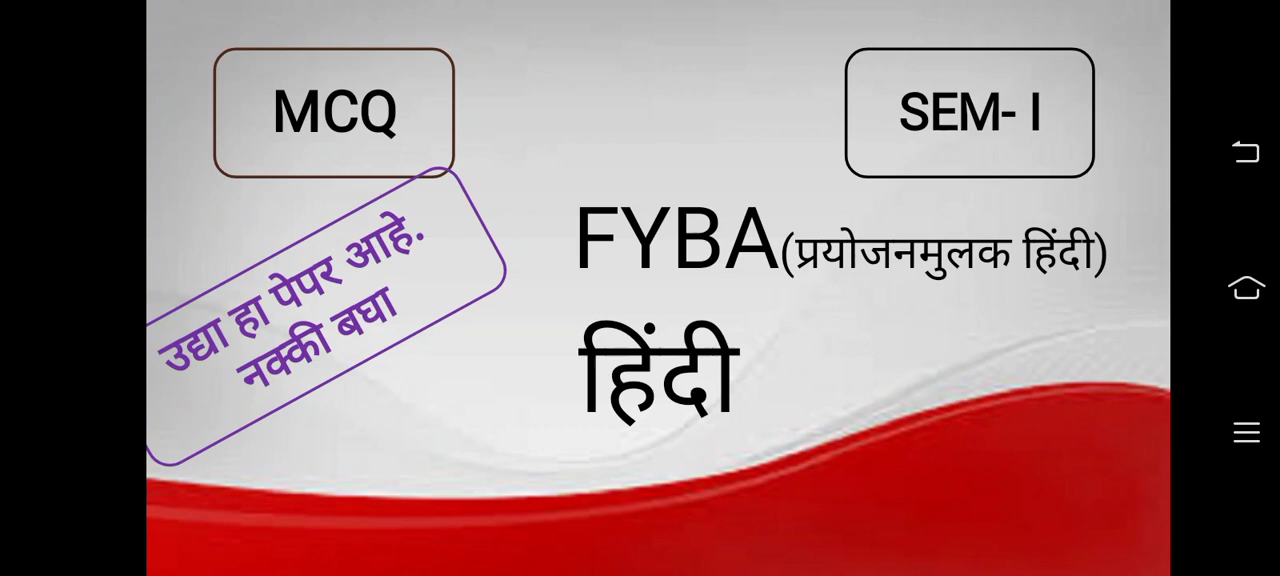 MCQ
SEM- I
उद्या हा पेपर आहे.
नक्की बघा
FYBA(प्रयोजनमुलक हिंदी)
हिंदी